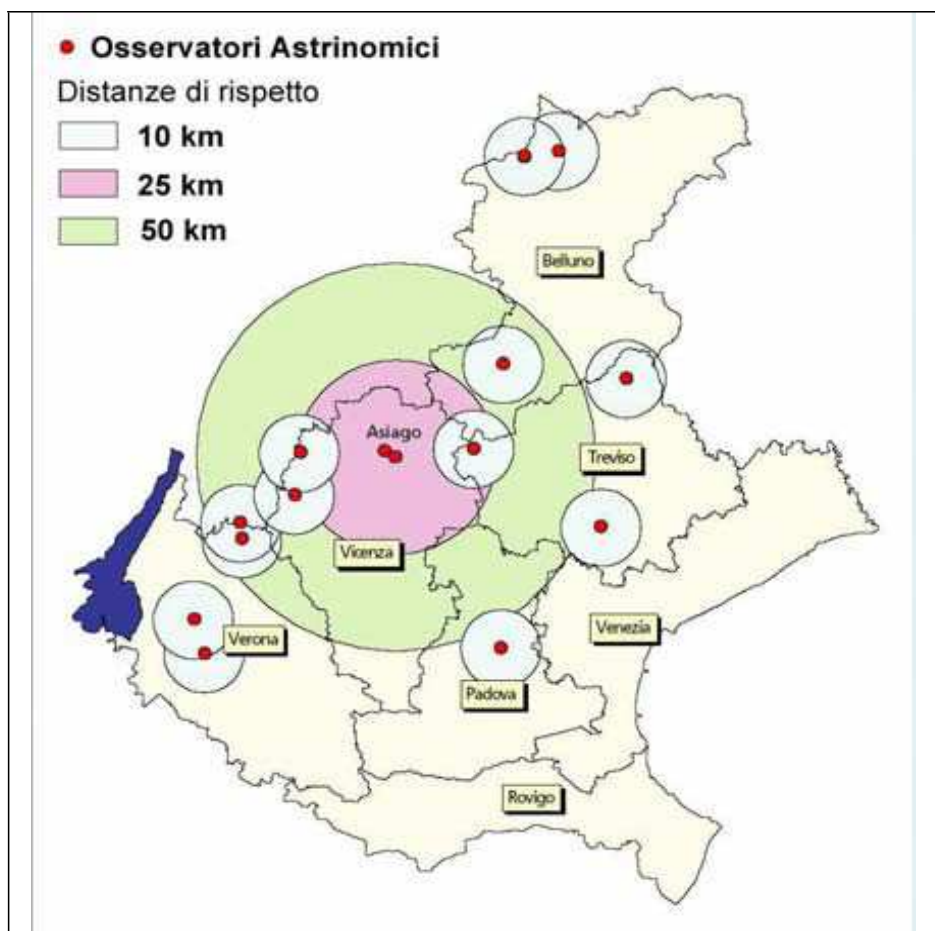 Osservatori Astrinomici
Distanze di rispetto
10 km
25 km
50 km
Belluno
Asiago
Treviso
Vicenza
Venezia
Verona
Padova
Rovigo